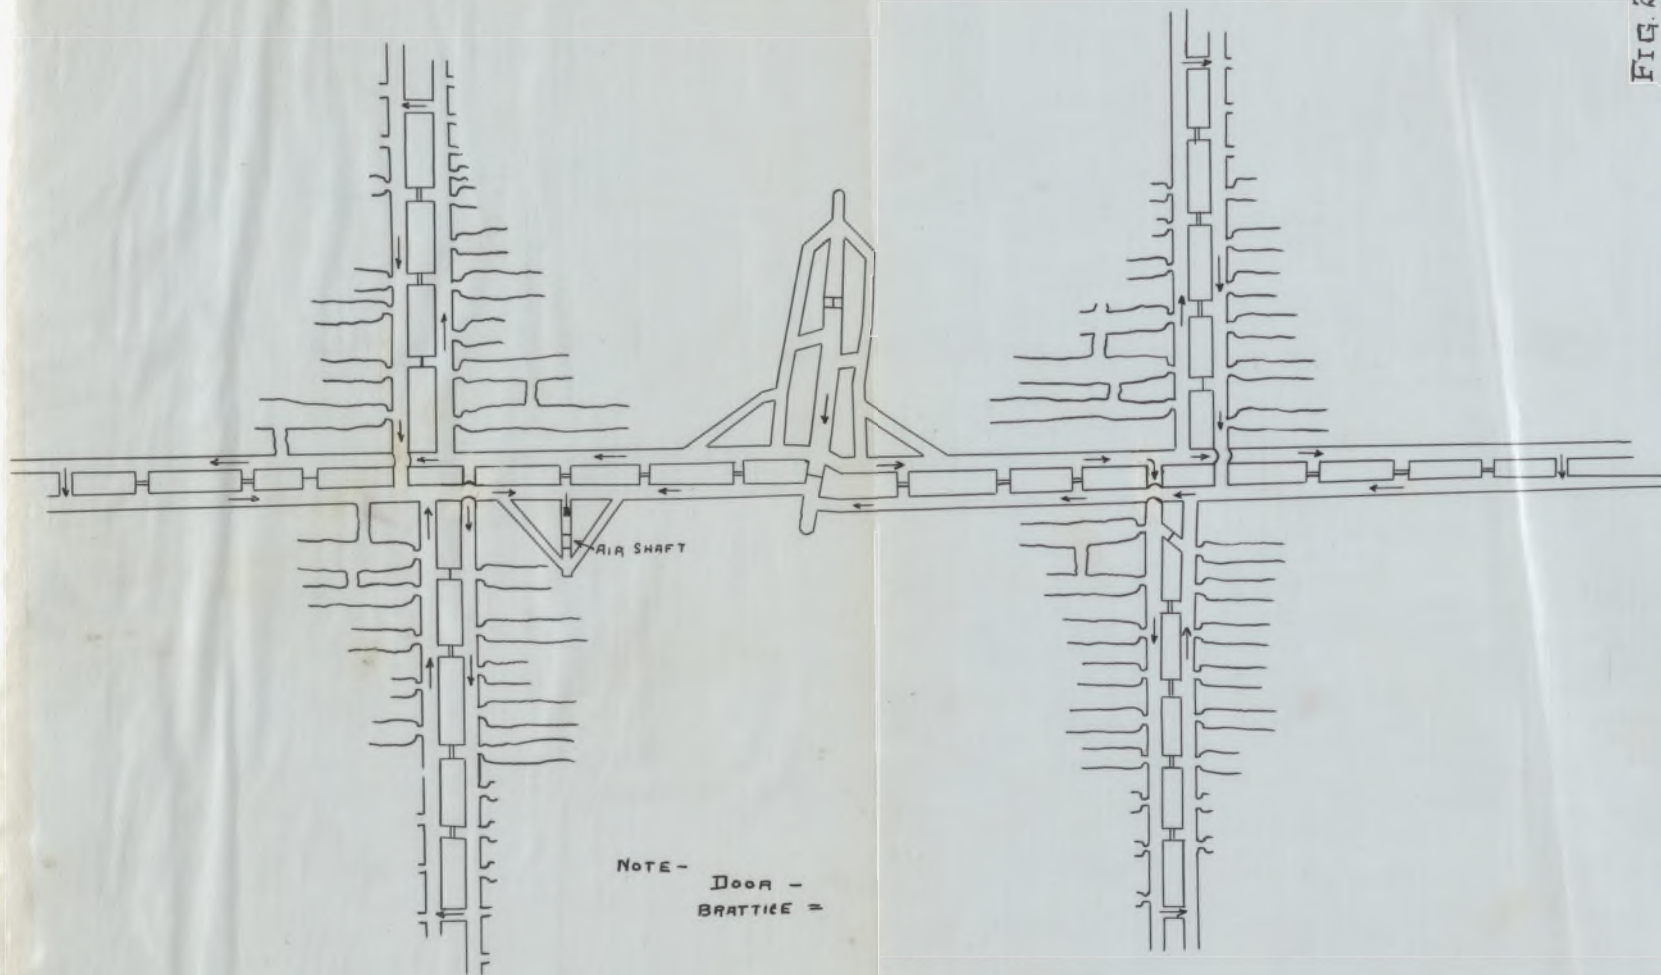 FIG.
AIR SHAFT
NOTE-
DOOR -
BRATTICE =